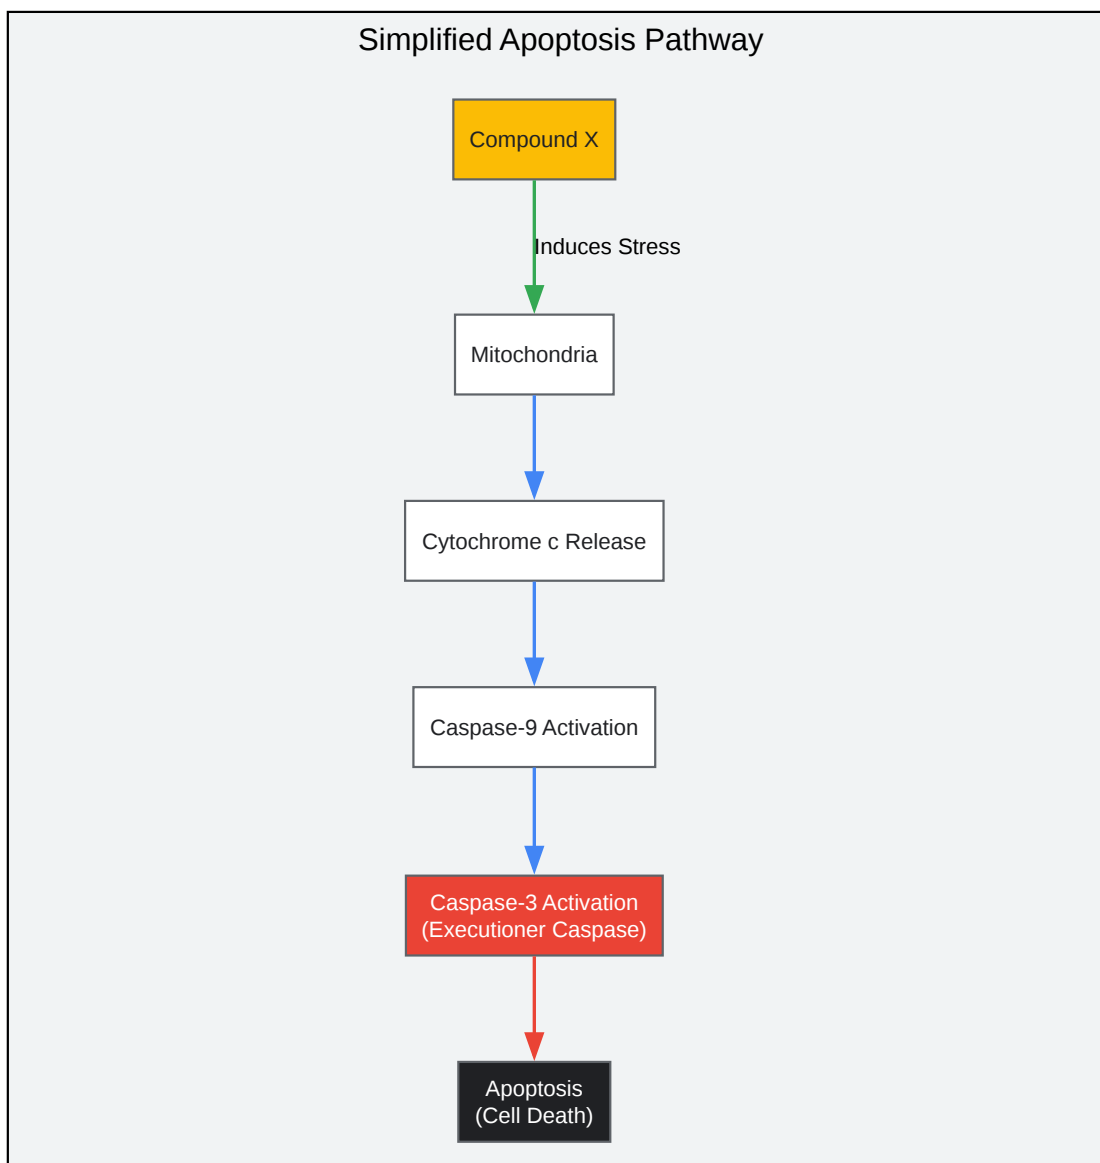 Simplified Apoptosis Pathway
Compound X
Induces Stress
Mitochondria
Cytochrome c Release
Caspase-9 Activation
Caspase-3 Activation
(Executioner Caspase)
Apoptosis
(Cell Death)